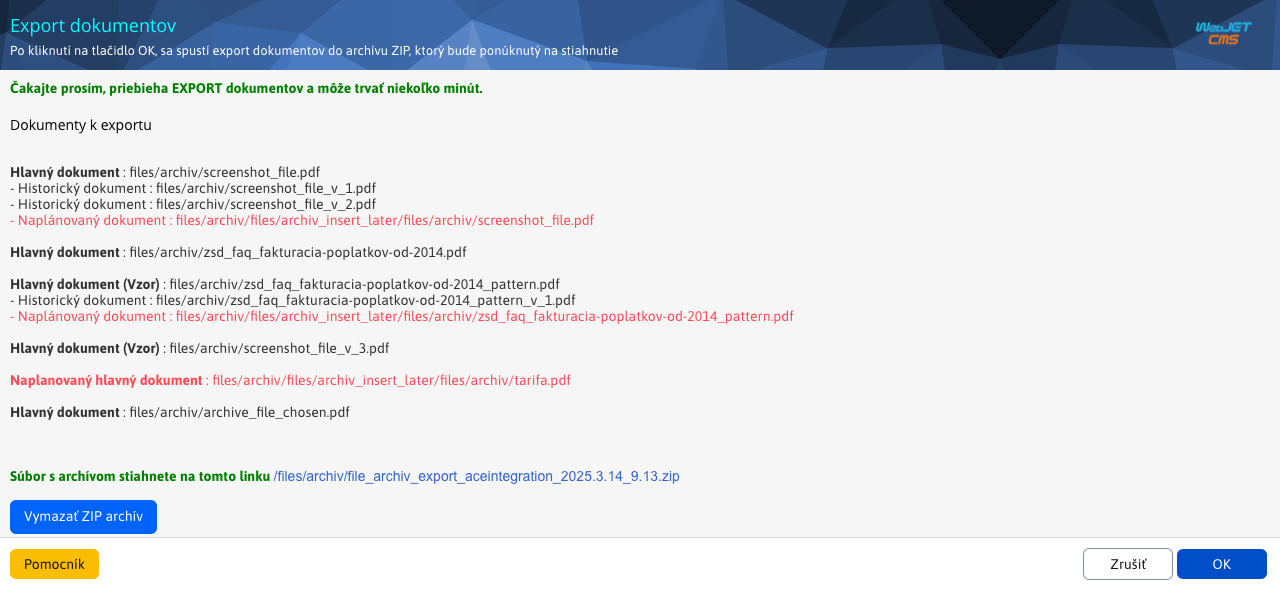 Export dokumentov
Po kliknutí na tlačidlo OK, sa spustí export dokumentov do archívu ZIP, ktorý bude ponúknutý na stiahnutie
WebJET
CMS
Čakajte prosím, priebieha EXPORT dokumentov a môže trvať niekoľko minút.
Dokumenty k exportu
Hlavný dokument : files/archiv/screenshot_file.pdf
- Historický dokument : files/archiv/screenshot_file_v_1.pdf
- Historický dokument : files/archiv/screenshot_file_v_2.pdf
- Naplánovaný dokument : files/archiv/files/archiv_insert_later/files/archiv/screenshot_file.pdf
Hlavný dokument : files/archiv/zsd_faq_fakturacia-poplatkov-od-2014.pdf
Hlavný dokument (Vzor) : files/archiv/zsd_faq_fakturacia-poplatkov-od-2014_pattern.pdf
- Historický dokument : files/archiv/zsd_faq_fakturacia-poplatkov-od-2014_pattern_v_1.pdf
- Naplánovaný dokument : files/archiv/files/archiv_insert_later/files/archiv/zsd_faq_fakturacia-poplatkov-od-2014_pattern.pdf
Hlavný dokument (Vzor) : files/archiv/screenshot_file_v_3.pdf
Naplanovaný hlavný dokument : files/archiv/files/archiv_insert_later/files/archiv/tarifa.pdf
Hlavný dokument : files/archiv/archive_file_chosen.pdf
Súbor s archívom stiahnete na tomto linku /files/archiv/file_archiv_export_aceintegration_2025.3.14_9.13.zip
Vymazať ZIP archív
Pomocník
Zrušiť
OK